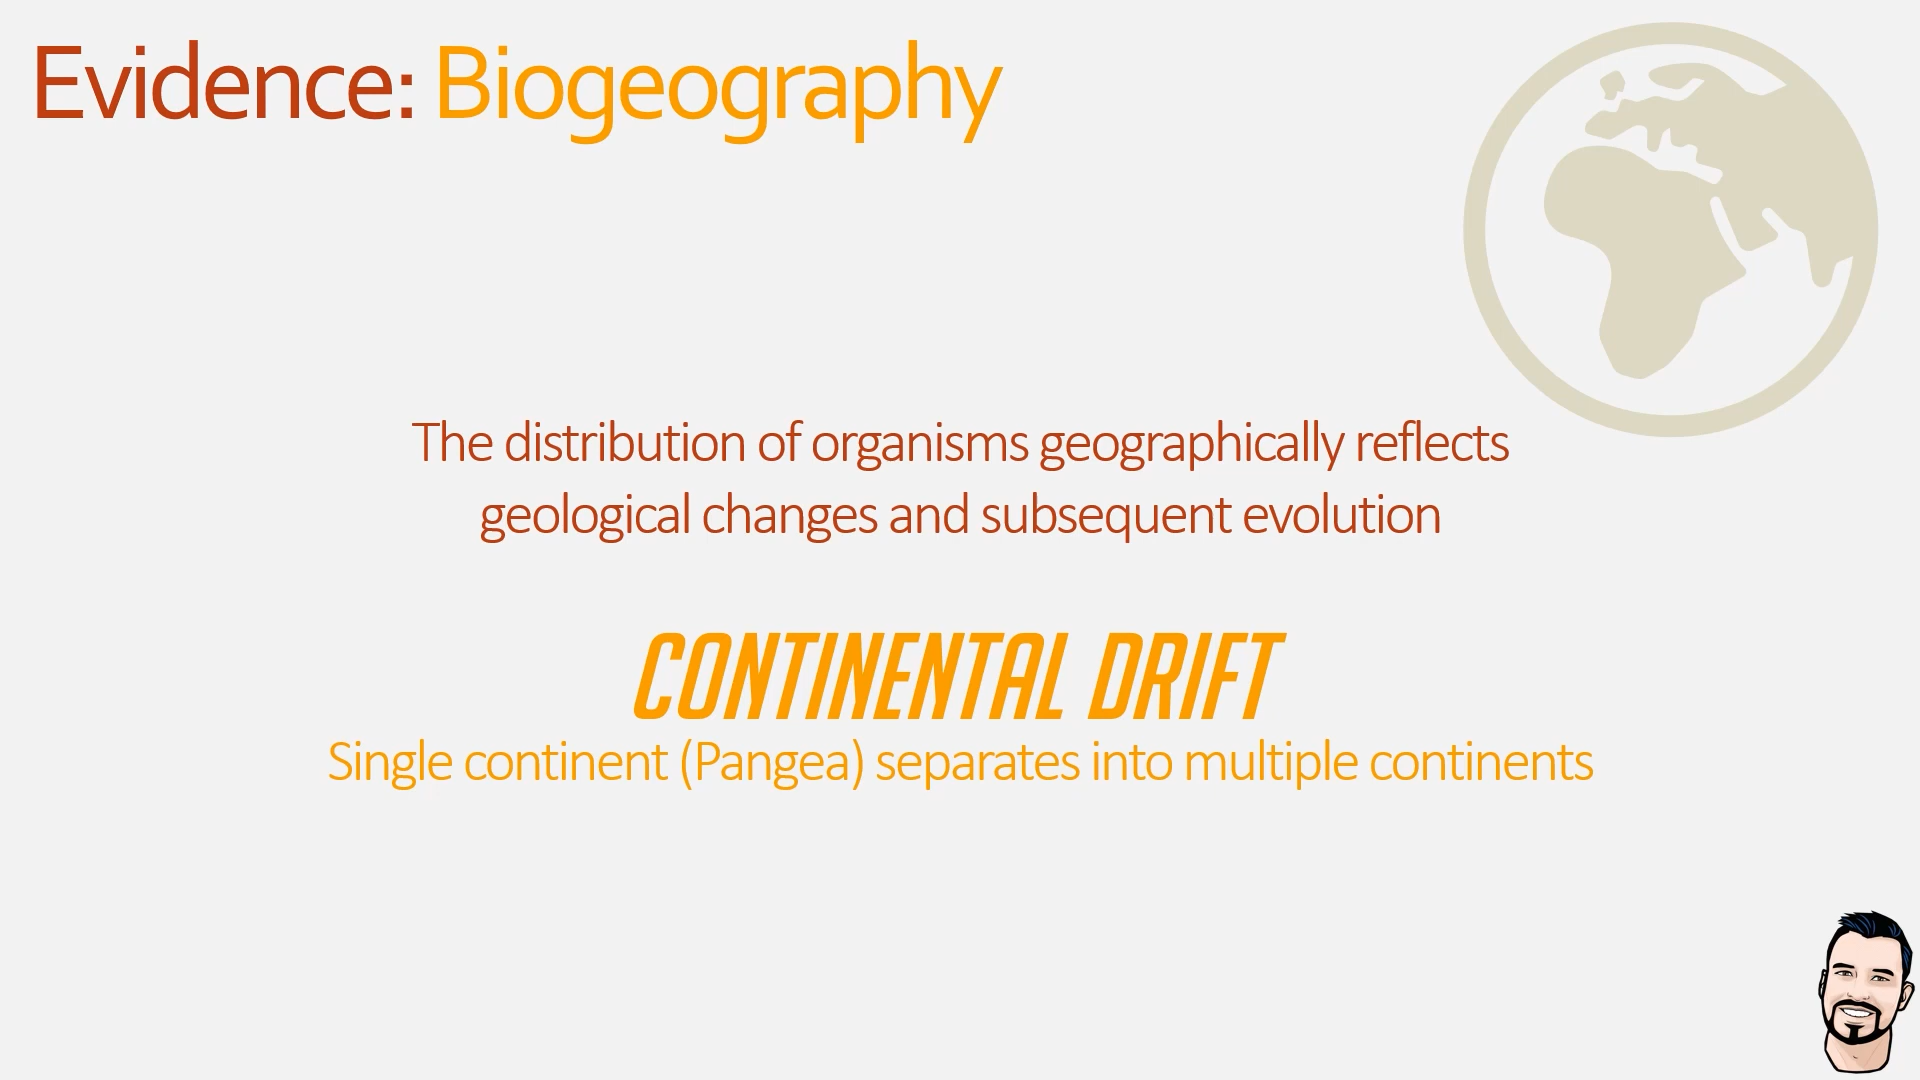 Evidence: Biogeography
The distribution of organisms geographically reflects
geological changes and subsequent evolution
CONTINENTAL DRIFT
Single continent (Pangea) separates into multiple continents